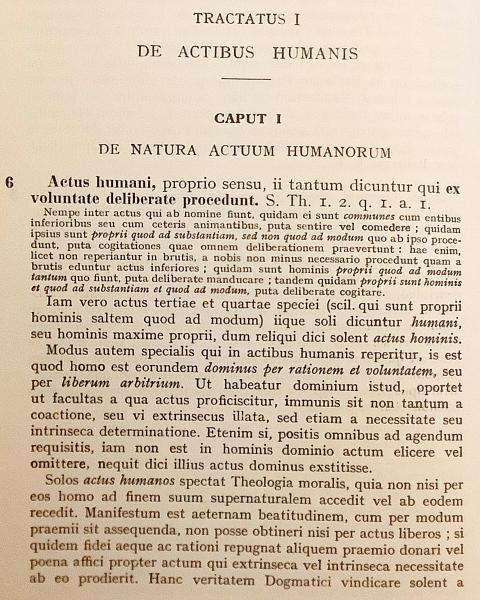 TRACTATUS I
DE ACTIBUS HUMANIS
CAPUT I
DE NATURA ACTUUM HUMANORUM
6 Actus humani, proprio sensu, ii tantum dicuntur qui ex
voluntate deliberate procedunt. S. Th. 1. 2. q. 1. a. 1.
Nempe inter actus qui ab homine fiunt, quidam ei sunt communes cum entibus
inferioribus seu cum ceteris animantibus, puta sentire vel comedere ; quidam
ipsius sunt proprii quod ad substantiam, sed non quod ad modum quo ab ipso proce-
dunt, puta cogitationes quae omnem deliberationem praevertunt : hae enim,
licet non reperiantur in brutis, a nobis non minus necessario procedunt quam a
brutis eduntur actus inferiores ; quidam sunt hominis proprii quod ad modum
tantum quo fiunt, puta deliberate manducare ; tandem quidam proprii sunt hominis
et quod ad substantiam et quod ad modum, puta deliberate cogitare.
Iam vero actus tertiae et quartae speciei (scil. qui sunt proprii
hominis saltem quod ad modum) iique soli dicuntur humani,
seu hominis maxime proprii, dum reliqui dici solent actus hominis.
Modus autem specialis qui in actibus humanis reperitur, is est
quod homo est eorundem dominus per rationem et voluntatem, seu
per liberum arbitrium. Ut habeatur dominium istud, oportet
ut facultas a qua actus proficiscitur, immunis sit non tantum a
coactione, seu vi extrinsecus illata, sed etiam a necessitate seu
intrinseca determinatione. Etenim si, positis omnibus ad agendum
requisitis, iam non est in hominis dominio actum elicere vel
omittere, nequit dici illius actus dominus exstitisse.
Solos actus humanos spectat Theologia moralis, quia non nisi per
eos homo ad finem suum supernaturalem accedit vel ab eodem
recedit. Manifestum est aeternam beatitudinem, cum per modum
praemii sit assequenda, non posse obtineri nisi per actus liberos ; si
quidem fidei aeque ac rationi repugnat aliquem praemio donari vel
poena affici propter actum qui extrinseca vel intrinseca necessitate
ab eo prodierit. Hanc veritatem Dogmatici vindicare solent a